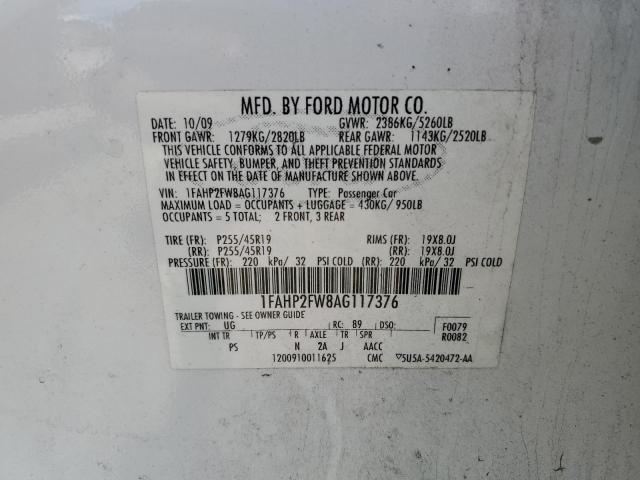 MFD. BY FORD MOTOR CO.
10/09 GVWR: 2386KG/5260LB
FRONT GAWR: 1279KG/2820LB REAR GAWR: 1143KG/2520LB
THIS VEHICLE CONFORMS TO ALL APPLICABLE FEDERAL MOTOR
VEHICLE SAFETY, BUMPER, AND THEFT PREVENTION STANDARDS
IN EFFECT ON THE DATE OF MANUFACTURE SHOWN ABOVE.
VIN: 1FAHP2FW8AG117376 TYPE: Passenger Car
MAXIMUM LOAD = OCCUPANTS + LUGGAGE = 430KG/ 950LB
OCCUPANTS = 5 TOTAL; 2 FRONT, 3 REAR
TIRE (FR): P255/45R19 RIMS (FR): 19X8.0J
(RR): P255/45R19 (RR): 19X8.0J
PRESSURE (FR): 220 kPa/ 32 PSI COLD (RR): 220 kPa/ 32 PSI COLD
1FAHP2FW8AG117376
TRAILER TOWING - SEE OWNER GUIDE
EXT PNT: UG RC: 89 DSO: F0079
INT TR TP/PS R AXLE TR SPR R0082
PS N 2A J AACC
1200910011625 CMC ▽5U5A-5420472-AA